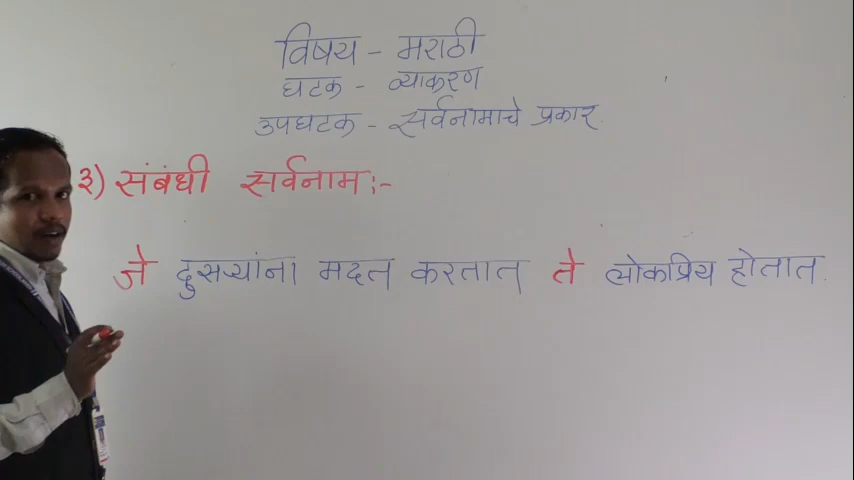 विषय - मराठी
घटक - व्याकरण
उपघटक - सर्वनामाचे प्रकार.
३) संबंधी सर्वनाम :-
जे दुसऱ्यांना मदत करतात ते लोकप्रिय होतात.